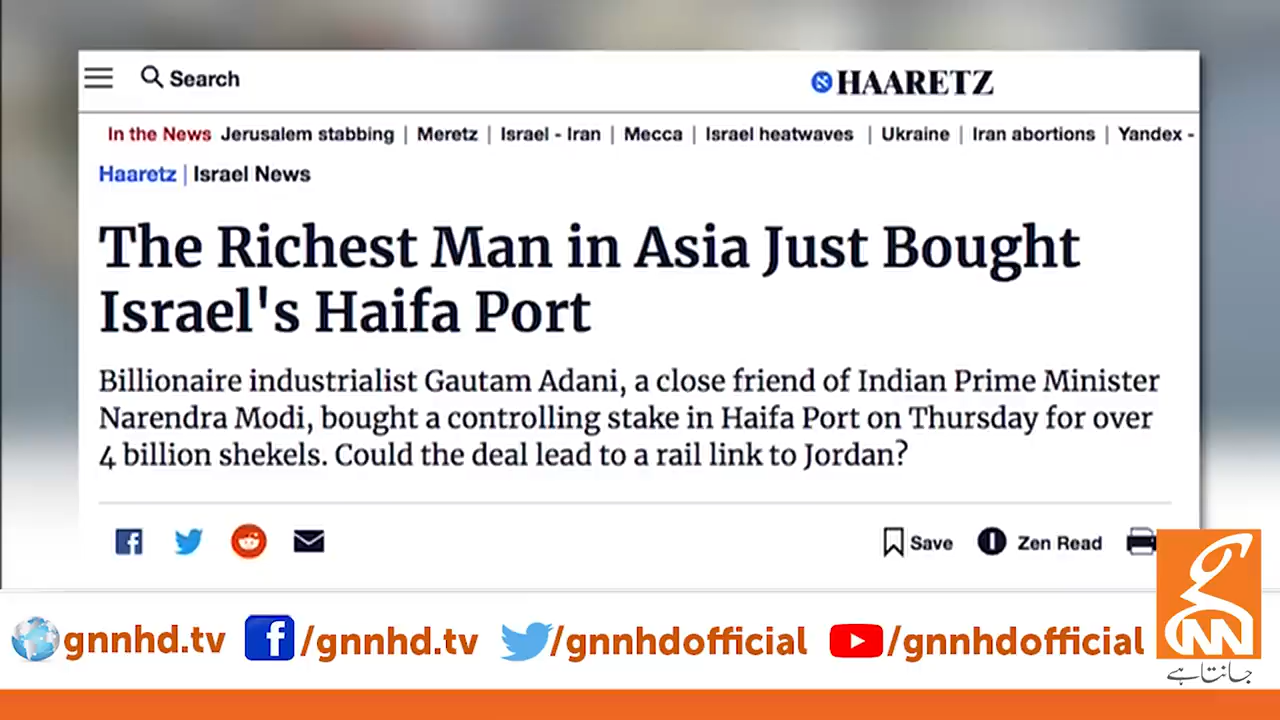 Search
HAARETZ
In the News Jerusalem stabbing | Meretz | Israel - Iran | Mecca | Israel heatwaves | Ukraine | Iran abortions | Yandex -
Haaretz | Israel News
The Richest Man in Asia Just Bought
Israel's Haifa Port
Billionaire industrialist Gautam Adani, a close friend of Indian Prime Minister
Narendra Modi, bought a controlling stake in Haifa Port on Thursday for over
4 billion shekels. Could the deal lead to a rail link to Jordan?
Save Zen Read
gnnhd.tv /gnnhd.tv /gnnhdofficial /gnnhdofficial
GNN
جانتا ہے